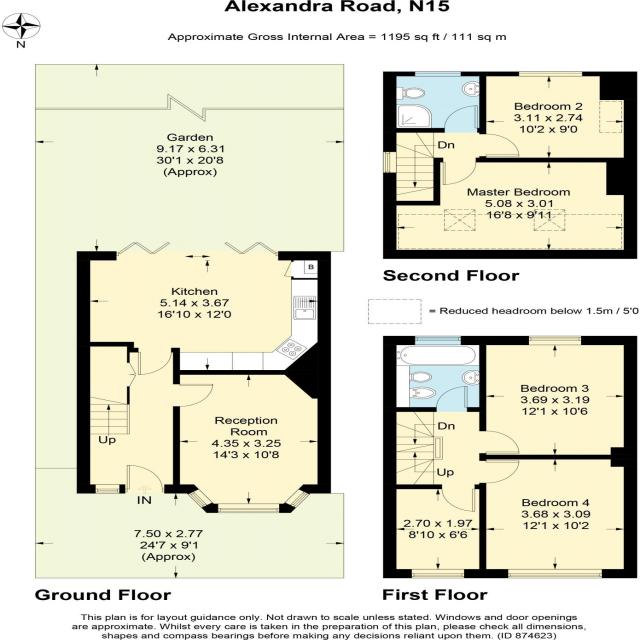 Alexandra Road, N15
Approximate Gross Internal Area = 1195 sq ft / 111 sq m
N
Garden
9.17 x 6.31
30'1 x 20'8
(Approx)
Kitchen
5.14 x 3.67
16'10 x 12'0
B
Reception
Room
4.35 x 3.25
14'3 x 10'8
Up
IN
7.50 x 2.77
24'7 x 9'1
(Approx)
Ground Floor
Bedroom 2
3.11 x 2.74
10'2 x 9'0
Dn
Master Bedroom
5.08 x 3.01
16'8 x 9'11
Second Floor
= Reduced headroom below 1.5m / 5'0
Bedroom 3
3.69 x 3.19
12'1 x 10'6
Dn
Up
Bedroom 4
3.68 x 3.09
12'1 x 10'2
2.70 x 1.97
8'10 x 6'6
First Floor
This plan is for layout guidance only. Not drawn to scale unless stated. Windows and door openings
are approximate. Whilst every care is taken in the preparation of this plan, please check all dimensions,
shapes and compass bearings before making any decisions reliant upon them. (ID 874623)